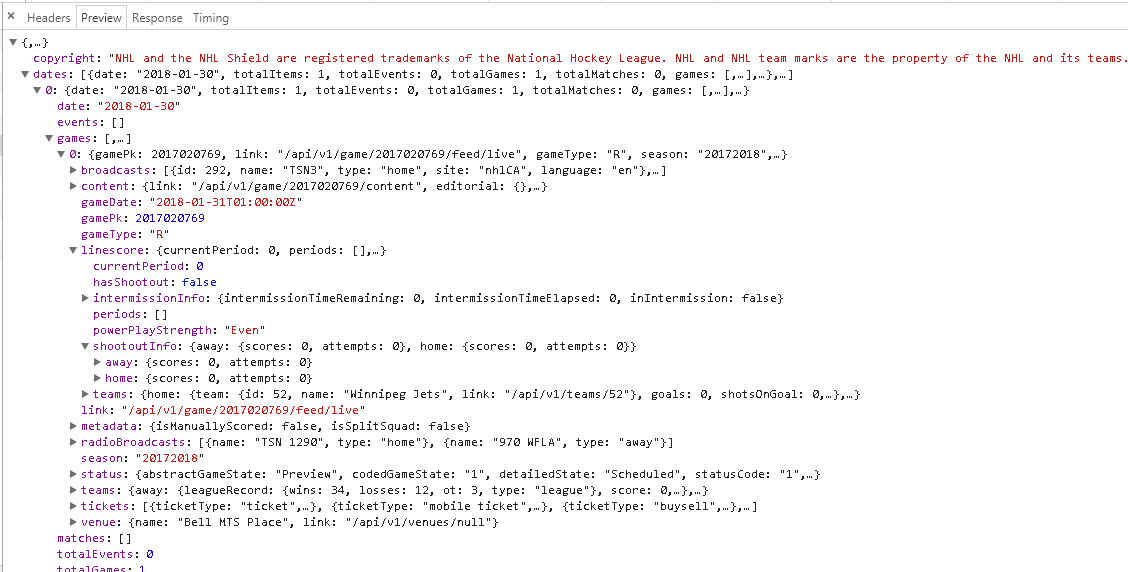 × Headers Preview Response Timing
▼{,…}
copyright: "NHL and the NHL Shield are registered trademarks of the National Hockey League. NHL and NHL team marks are the property of the NHL and its teams.
▼dates: [{date: "2018-01-30", totalItems: 1, totalEvents: 0, totalGames: 1, totalMatches: 0, games: [,…],…},…]
▼0: {date: "2018-01-30", totalItems: 1, totalEvents: 0, totalGames: 1, totalMatches: 0, games: [,…],…}
date: "2018-01-30"
events: []
▼games: [,…]
▼0: {gamePk: 2017020769, link: "/api/v1/game/2017020769/feed/live", gameType: "R", season: "20172018",…}
▶broadcasts: [{id: 292, name: "TSN3", type: "home", site: "nhlCA", language: "en"},…]
▶content: {link: "/api/v1/game/2017020769/content", editorial: {},…}
gameDate: "2018-01-31T01:00:00Z"
gamePk: 2017020769
gameType: "R"
▼linescore: {currentPeriod: 0, periods: [],…}
currentPeriod: 0
hasShootout: false
▶intermissionInfo: {intermissionTimeRemaining: 0, intermissionTimeElapsed: 0, inIntermission: false}
periods: []
powerPlayStrength: "Even"
▼shootoutInfo: {away: {scores: 0, attempts: 0}, home: {scores: 0, attempts: 0}}
▶away: {scores: 0, attempts: 0}
▶home: {scores: 0, attempts: 0}
▶teams: {home: {team: {id: 52, name: "Winnipeg Jets", link: "/api/v1/teams/52"}, goals: 0, shotsOnGoal: 0,…},…}
link: "/api/v1/game/2017020769/feed/live"
▶metadata: {isManuallyScored: false, isSplitSquad: false}
▶radioBroadcasts: [{name: "TSN 1290", type: "home"}, {name: "970 WFLA", type: "away"}]
season: "20172018"
▶status: {abstractGameState: "Preview", codedGameState: "1", detailedState: "Scheduled", statusCode: "1",…}
▶teams: {away: {leagueRecord: {wins: 34, losses: 12, ot: 3, type: "league"}, score: 0,…},…}
▶tickets: [{ticketType: "ticket",…}, {ticketType: "mobile ticket",…}, {ticketType: "buysell",…},…]
▶venue: {name: "Bell MTS Place", link: "/api/v1/venues/null"}
matches: []
totalEvents: 0
totalGames: 1